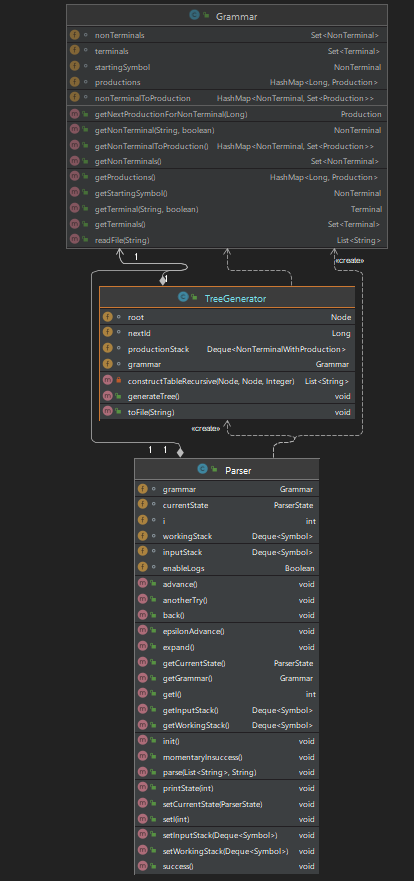 Grammar
nonTerminals Set<NonTerminal>
terminals Set<Terminal>
startingSymbol NonTerminal
productions HashMap<Long, Production>
nonTerminalToProduction HashMap<NonTerminal, Set<Production>>
getNextProductionForNonTerminal(Long) Production
getNonTerminal(String, boolean) NonTerminal
getNonTerminalToProduction() HashMap<NonTerminal, Set<Production>>
getNonTerminals() Set<NonTerminal>
getProductions() HashMap<Long, Production>
getStartingSymbol() NonTerminal
getTerminal(String, boolean) Terminal
getTerminals() Set<Terminal>
readFile(String) List<String>
1 «create»
1
TreeGenerator
root Node
nextId Long
productionStack Deque<NonTerminalWithProduction>
grammar Grammar
constructTableRecursive(Node, Node, Integer) List<String>
generateTree() void
toFile(String) void
«create»
1 1
Parser
grammar Grammar
currentState ParserState
i int
workingStack Deque<Symbol>
inputStack Deque<Symbol>
enableLogs Boolean
advance() void
anotherTry() void
back() void
epsilonAdvance() void
expand() void
getCurrentState() ParserState
getGrammar() Grammar
getI() int
getInputStack() Deque<Symbol>
getWorkingStack() Deque<Symbol>
init() void
momentaryInsuccess() void
parse(List<String>, String) void
printState(int) void
setCurrentState(ParserState) void
setI(int) void
setInputStack(Deque<Symbol>) void
setWorkingStack(Deque<Symbol>) void
success() void